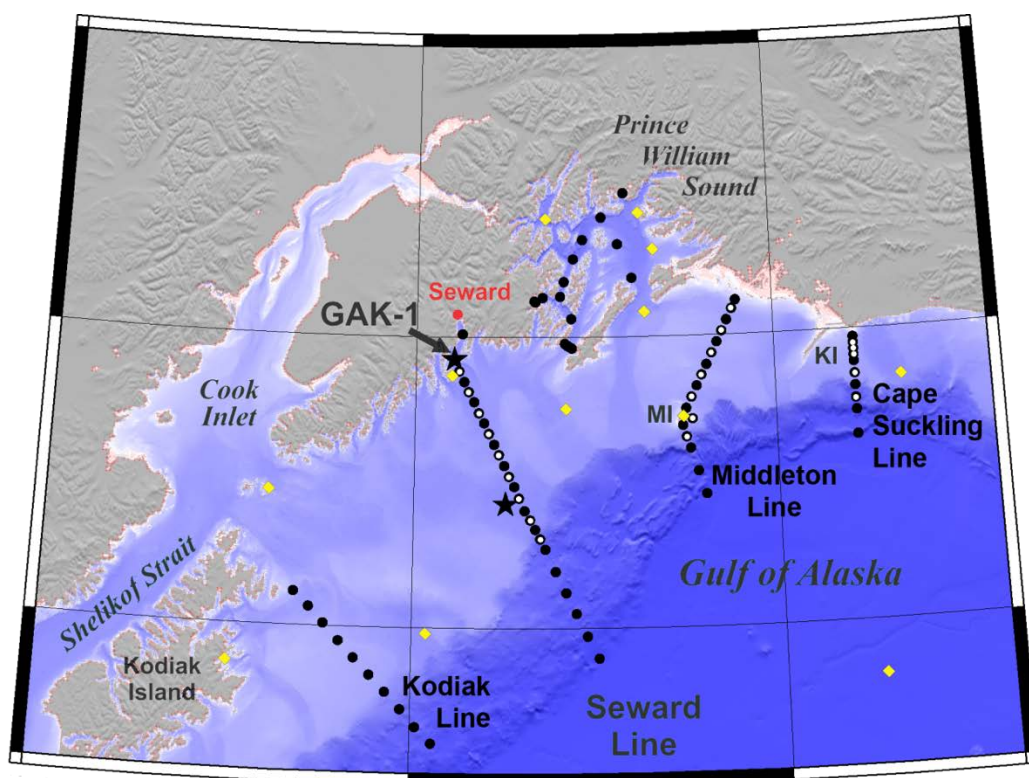 Prince
William
Sound
Seward
GAK-1
Cook
Inlet
KI
MI
Cape
Suckling
Line
Middleton
Line
Gulf of Alaska
Shelikof Strait
Kodiak
Island
Kodiak
Line
Seward
Line